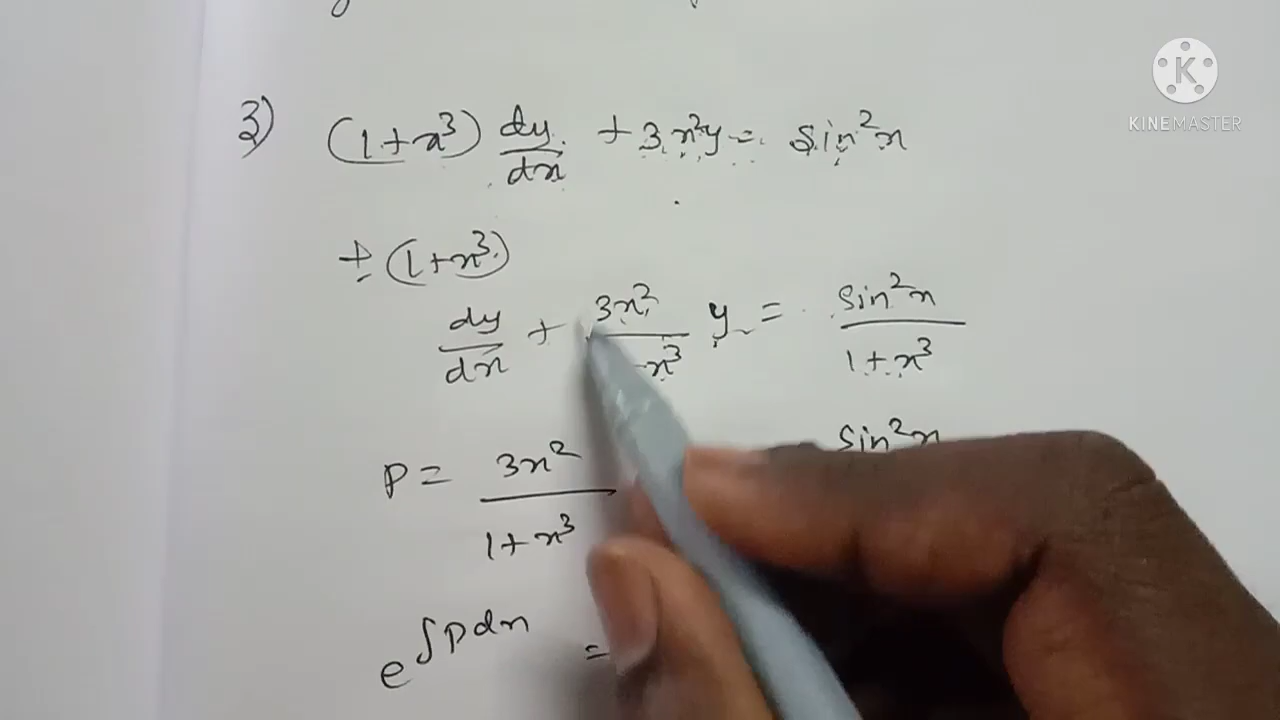 3) (1+x³) dy/dx + 3x²y = sin²x
÷ (1+x³)
dy/dx + 3x²/ +x³ y = sin²x/1+x³
P = 3x²/1+x³ sin²x
e^∫Pdx =
K
KINEMASTER